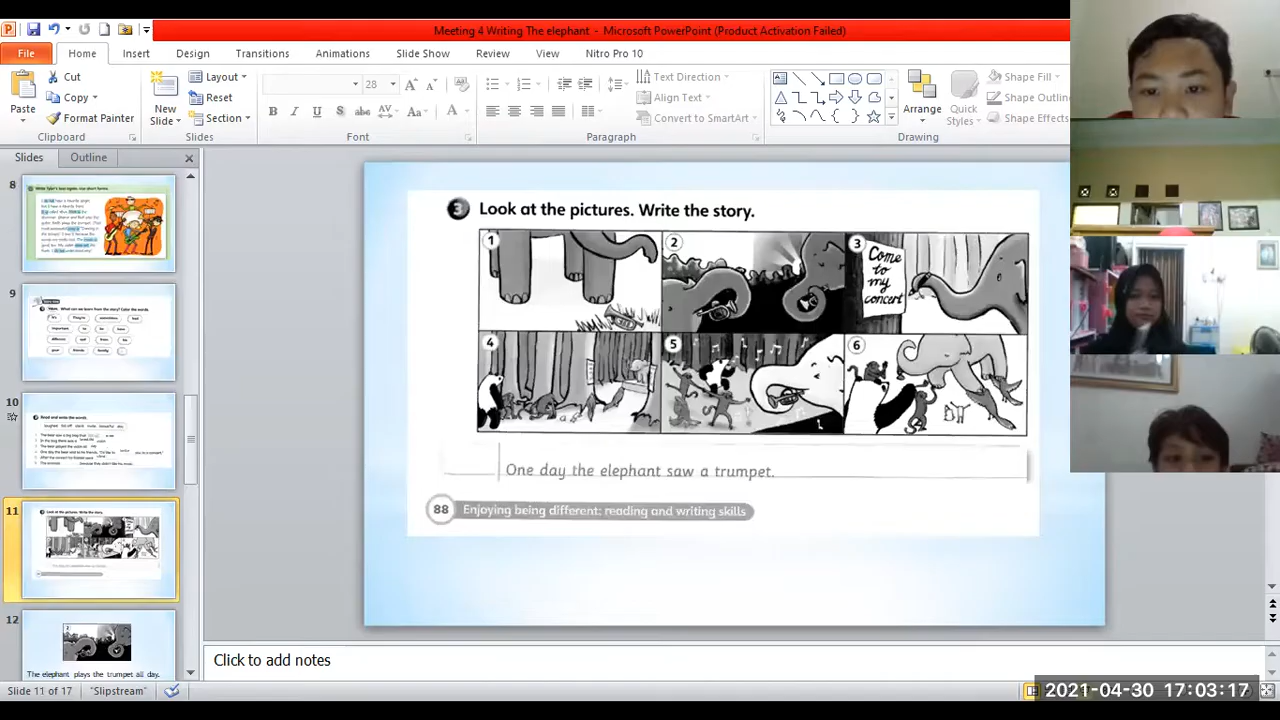 Meeting 4 Writing The elephant - Microsoft PowerPoint (Product Activation Failed)
File Home Insert Design Transitions Animations Slide Show Review View Nitro Pro 10
Paste
Cut
Copy
Format Painter
Clipboard
New Slide
Layout
Reset
Section
Slides
28
Font
Paragraph
Text Direction
Align Text
Convert to SmartArt
Arrange
Quick Styles
Shape Fill
Shape Outline
Shape Effects
Drawing
Slides Outline
8
9
10
11
12
The elephant plays the trumpet all day.
3 Look at the pictures. Write the story.
1 2 3
Come
to
my
concert
4 5 6
One day the elephant saw a trumpet.
88 Enjoying being different: reading and writing skills
Click to add notes
Slide 11 of 17 "Slipstream"
2021-04-30 17:03:17